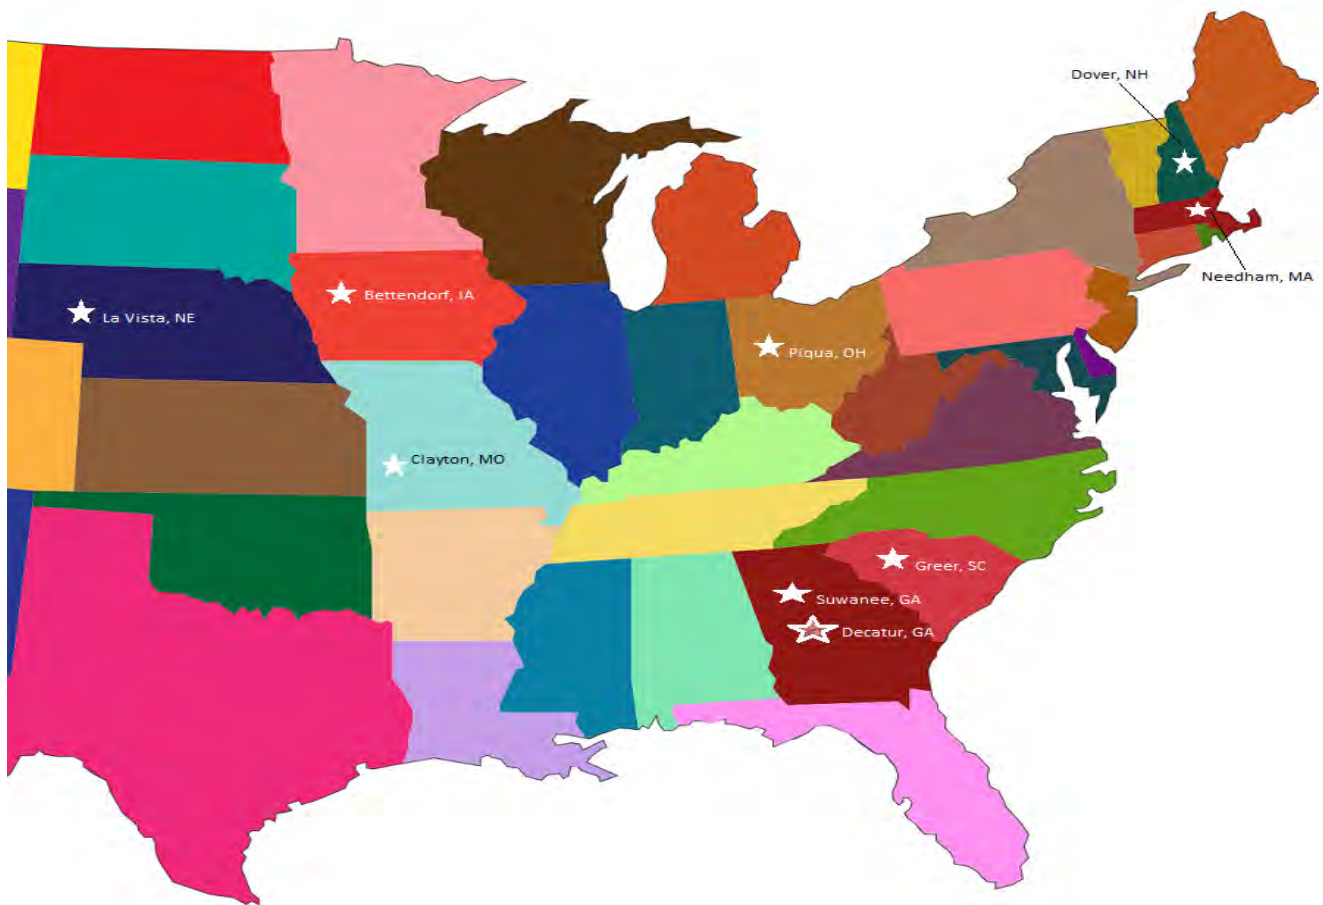 Dover, NH
Needham, MA
Bettendorf, IA
La Vista, NE
Piqua, OH
Clayton, MO
Greer, SC
Suwanee, GA
Decatur, GA